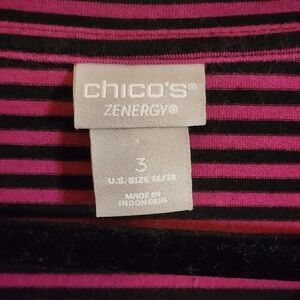 chico's®
ZENERGY®
3
U.S. SIZE 16/18
MADE IN
INDONESIA